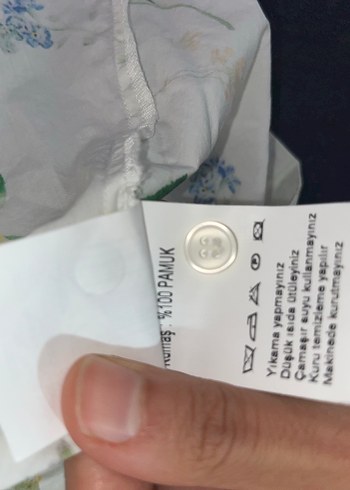 Kumaş : %100 PAMUK
Yıkama yapmayınız
Düşük ısıda ütüleyiniz
Çamaşır suyu kullanmayınız
Kuru temizleme yapılır
Makinede kurutmayınız